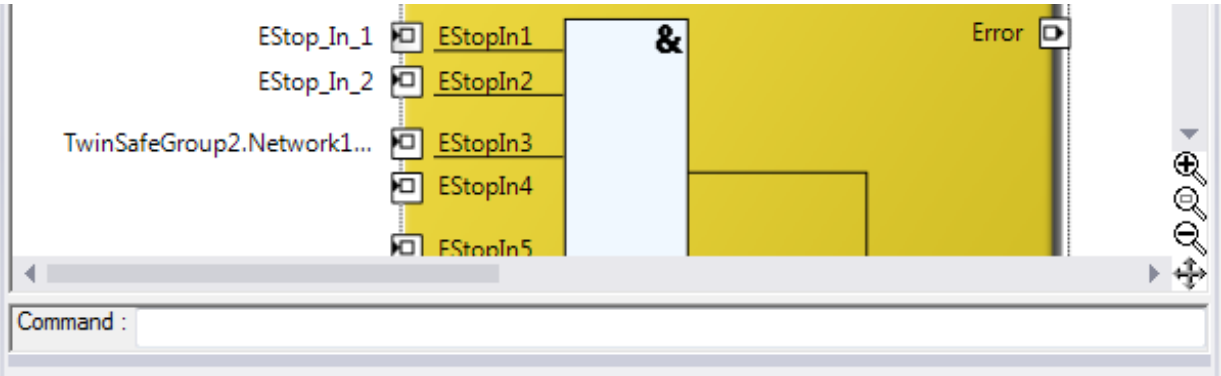 EStop_In_1 EStopIn1 & Error
EStop_In_2 EStopIn2
TwinSafeGroup2.Network1... EStopIn3
EStopIn4
EStopIn5
Command :